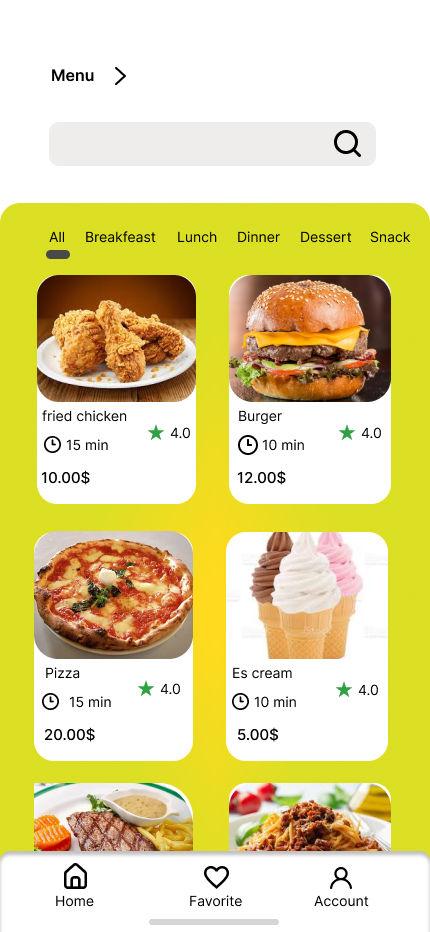 Menu
All Breakfeast Lunch Dinner Dessert Snack
fried chicken
4.0
15 min
10.00$
Burger
4.0
10 min
12.00$
Pizza
4.0
15 min
20.00$
Es cream
4.0
10 min
5.00$
Home Favorite Account